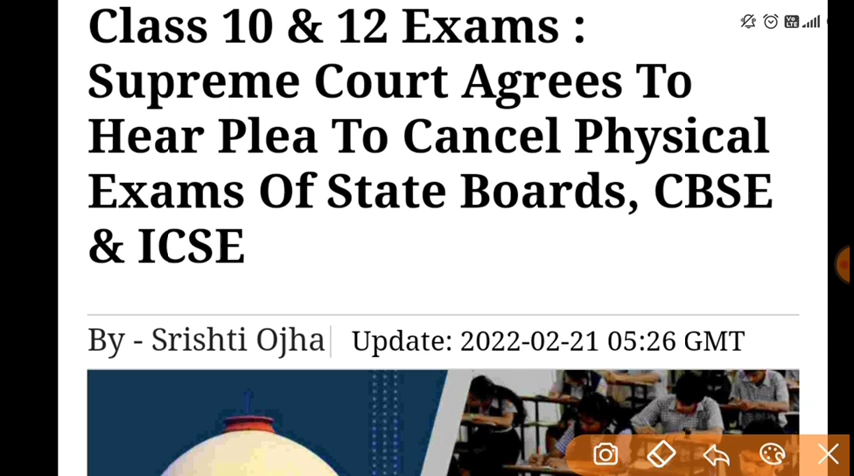 Class 10 & 12 Exams :
Supreme Court Agrees To
Hear Plea To Cancel Physical
Exams Of State Boards, CBSE
& ICSE
By - Srishti Ojha Update: 2022-02-21 05:26 GMT